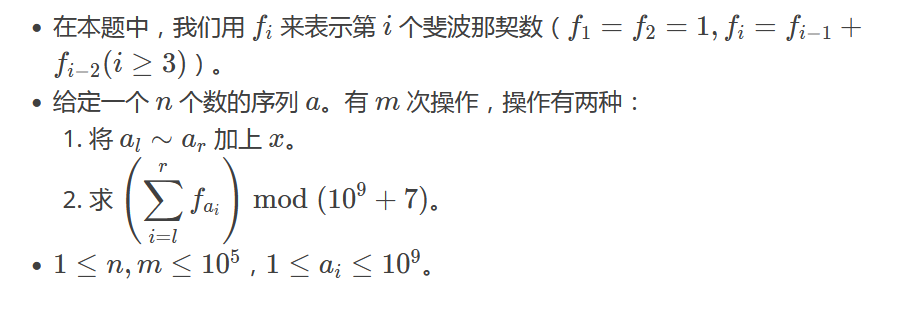 • 在本题中，我们用 $f_i$ 来表示第 $i$ 个斐波那契数（$f_1 = f_2 = 1, f_i = f_{i-1} +$
$f_{i-2}(i \geq 3)$）。
• 给定一个 $n$ 个数的序列 $a$。有 $m$ 次操作，操作有两种：
1. 将 $a_l \sim a_r$ 加上 $x$。
2. 求 $\left(\sum_{i=l}^{r} f_{a_i}\right) \bmod (10^9 + 7)$。
• $1 \leq n, m \leq 10^5$，$1 \leq a_i \leq 10^9$。